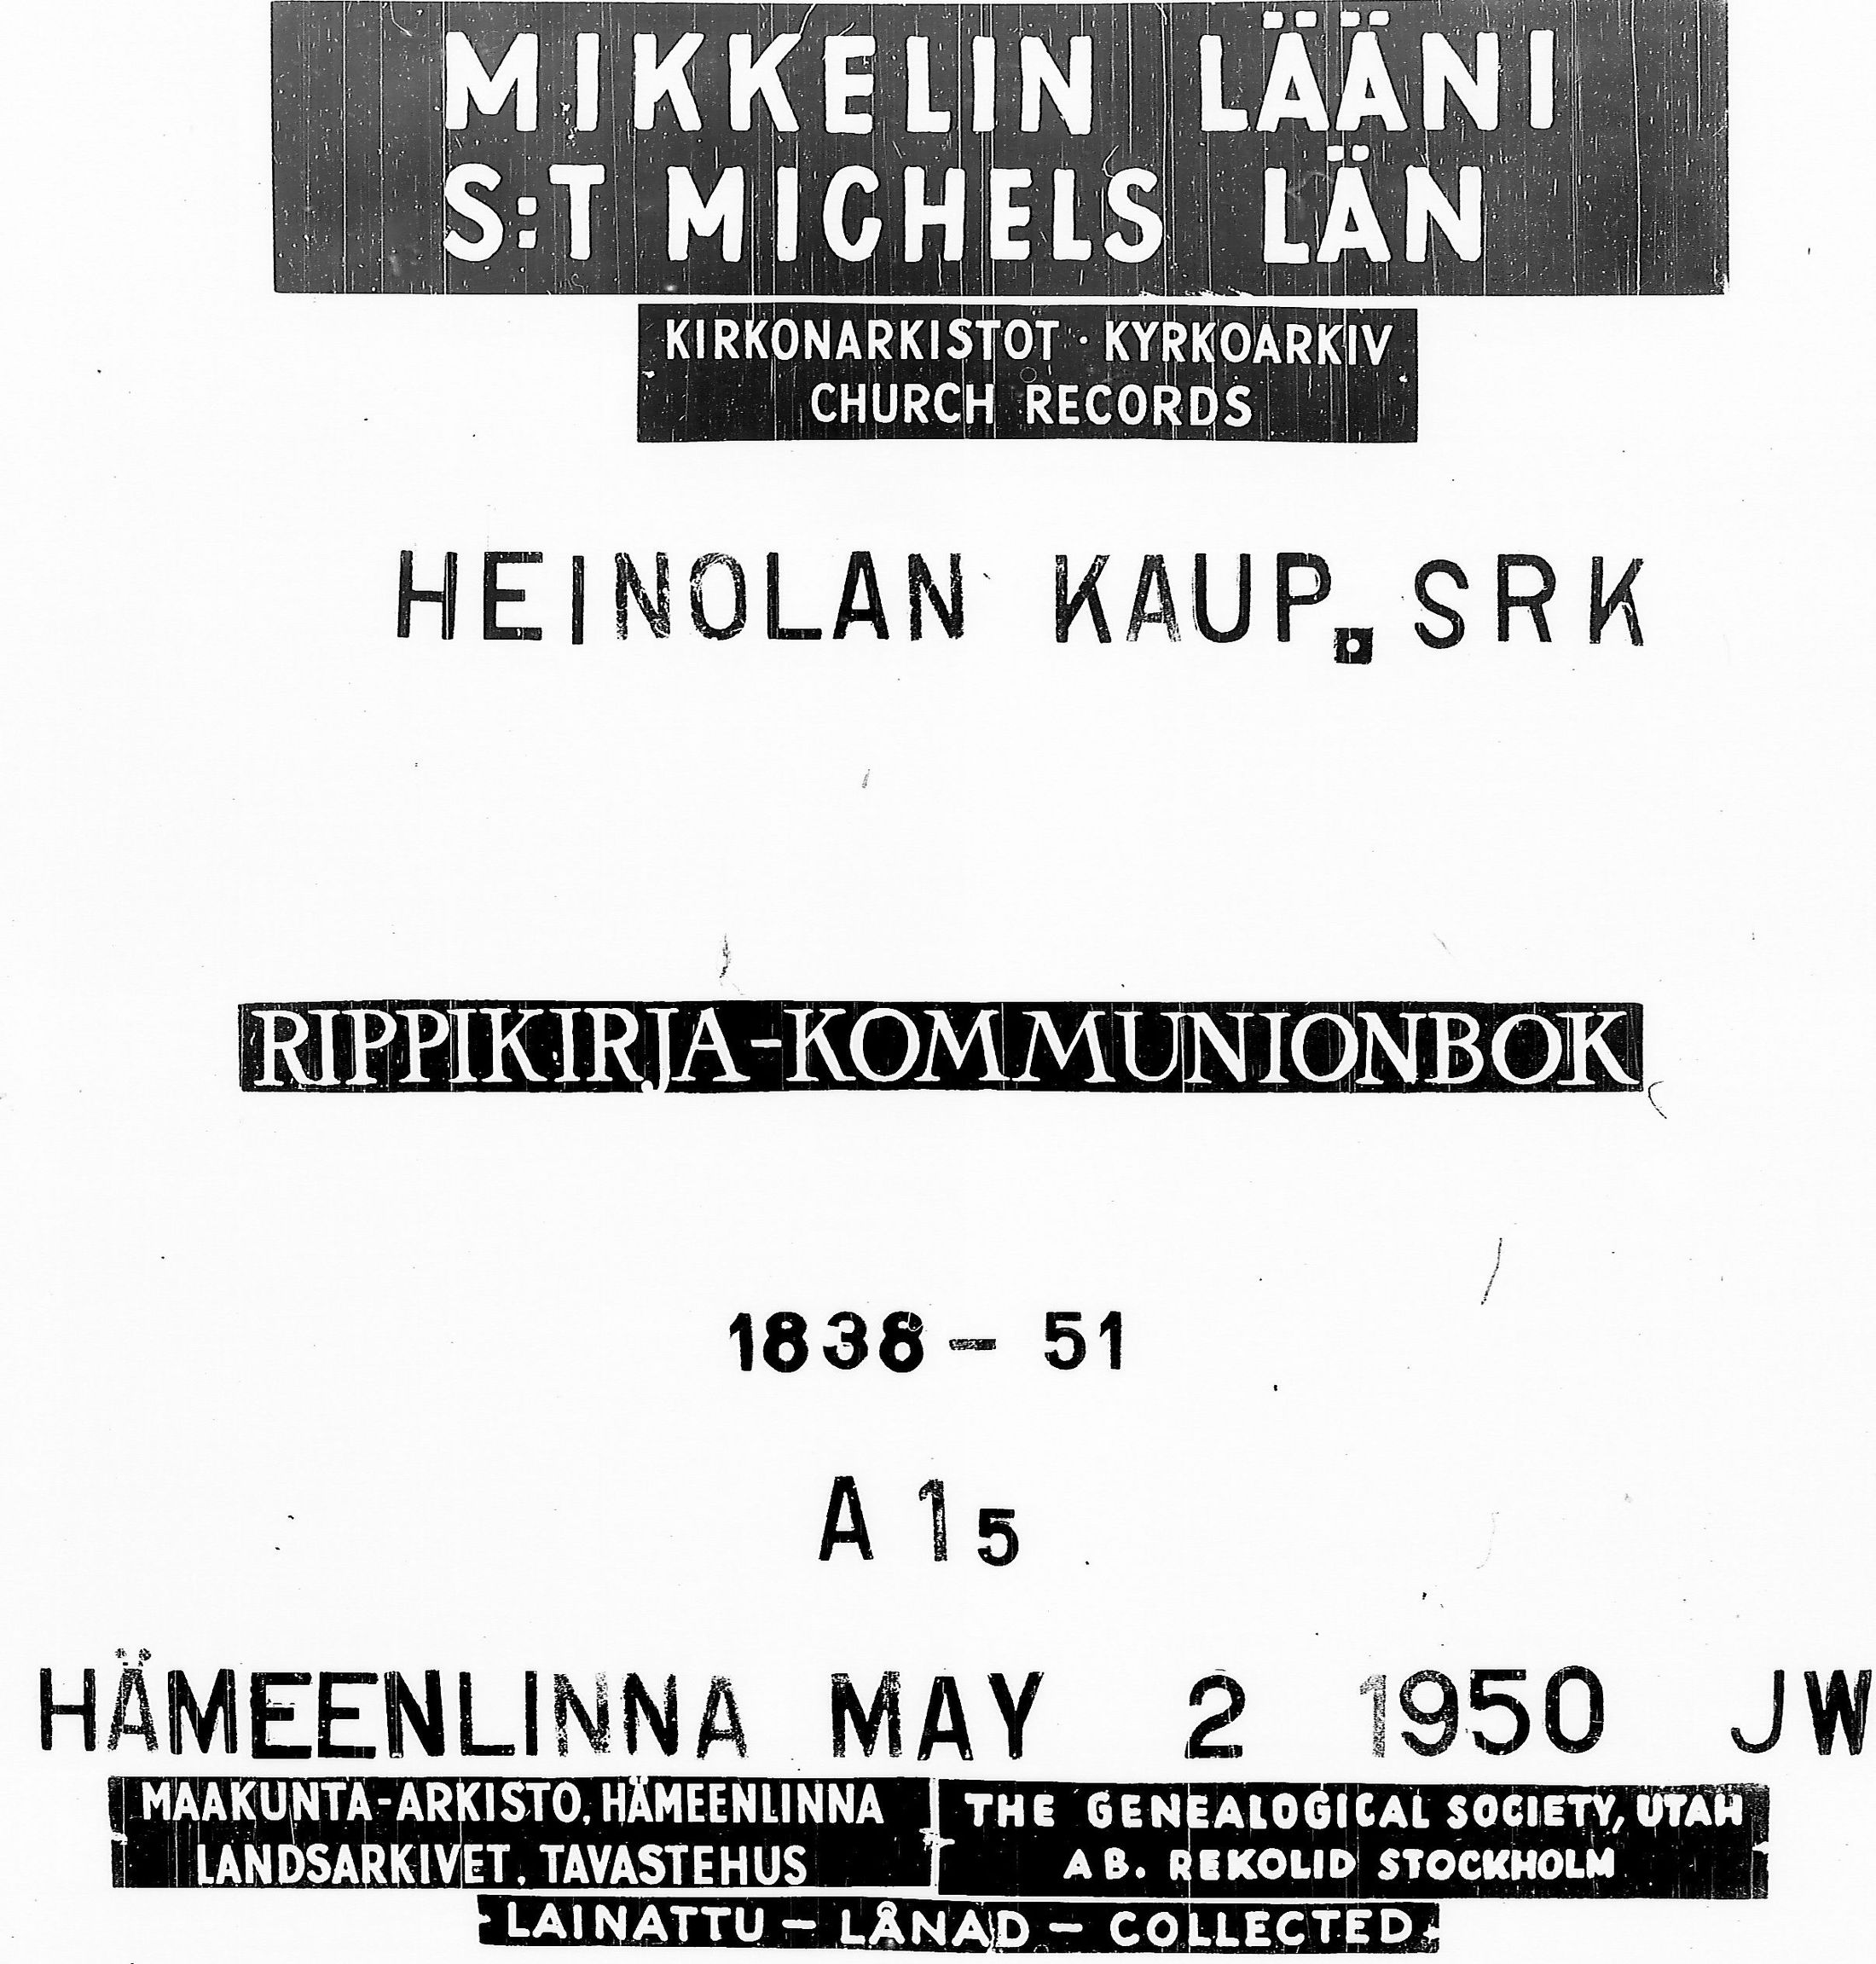 MIKKELIN LÄÄNI
S:T MICHELS LÄN
KIRKONARKISTOT · KYRKOARKIV
CHURCH RECORDS
HEINOLAN KAUP. SRK
RIPPIKIRJA-KOMMUNIONBOK
1838 - 51
A 15
HÄMEENLINNA MAY 2 1950 JW
MAAKUNTA-ARKISTO, HÄMEENLINNA
LANDSARKIVET, TAVASTEHUS
THE GENEALOGICAL SOCIETY, UTAH
AB. REKOLID STOCKHOLM
LAINATTU - LÅNAD - COLLECTED